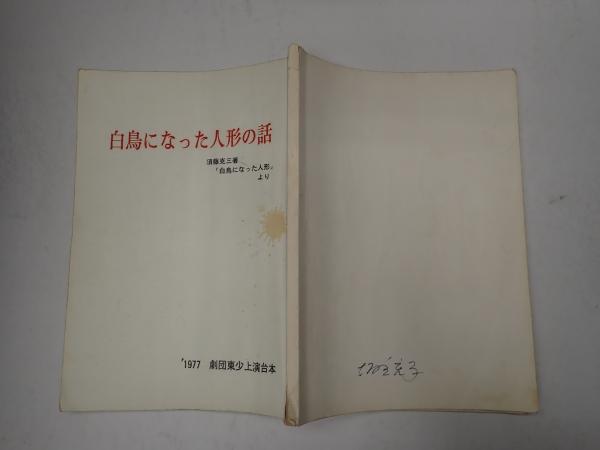 白鳥になった人形の話
須藤克三著
「白鳥になった人形」
より
'1977 劇団東少上演台本